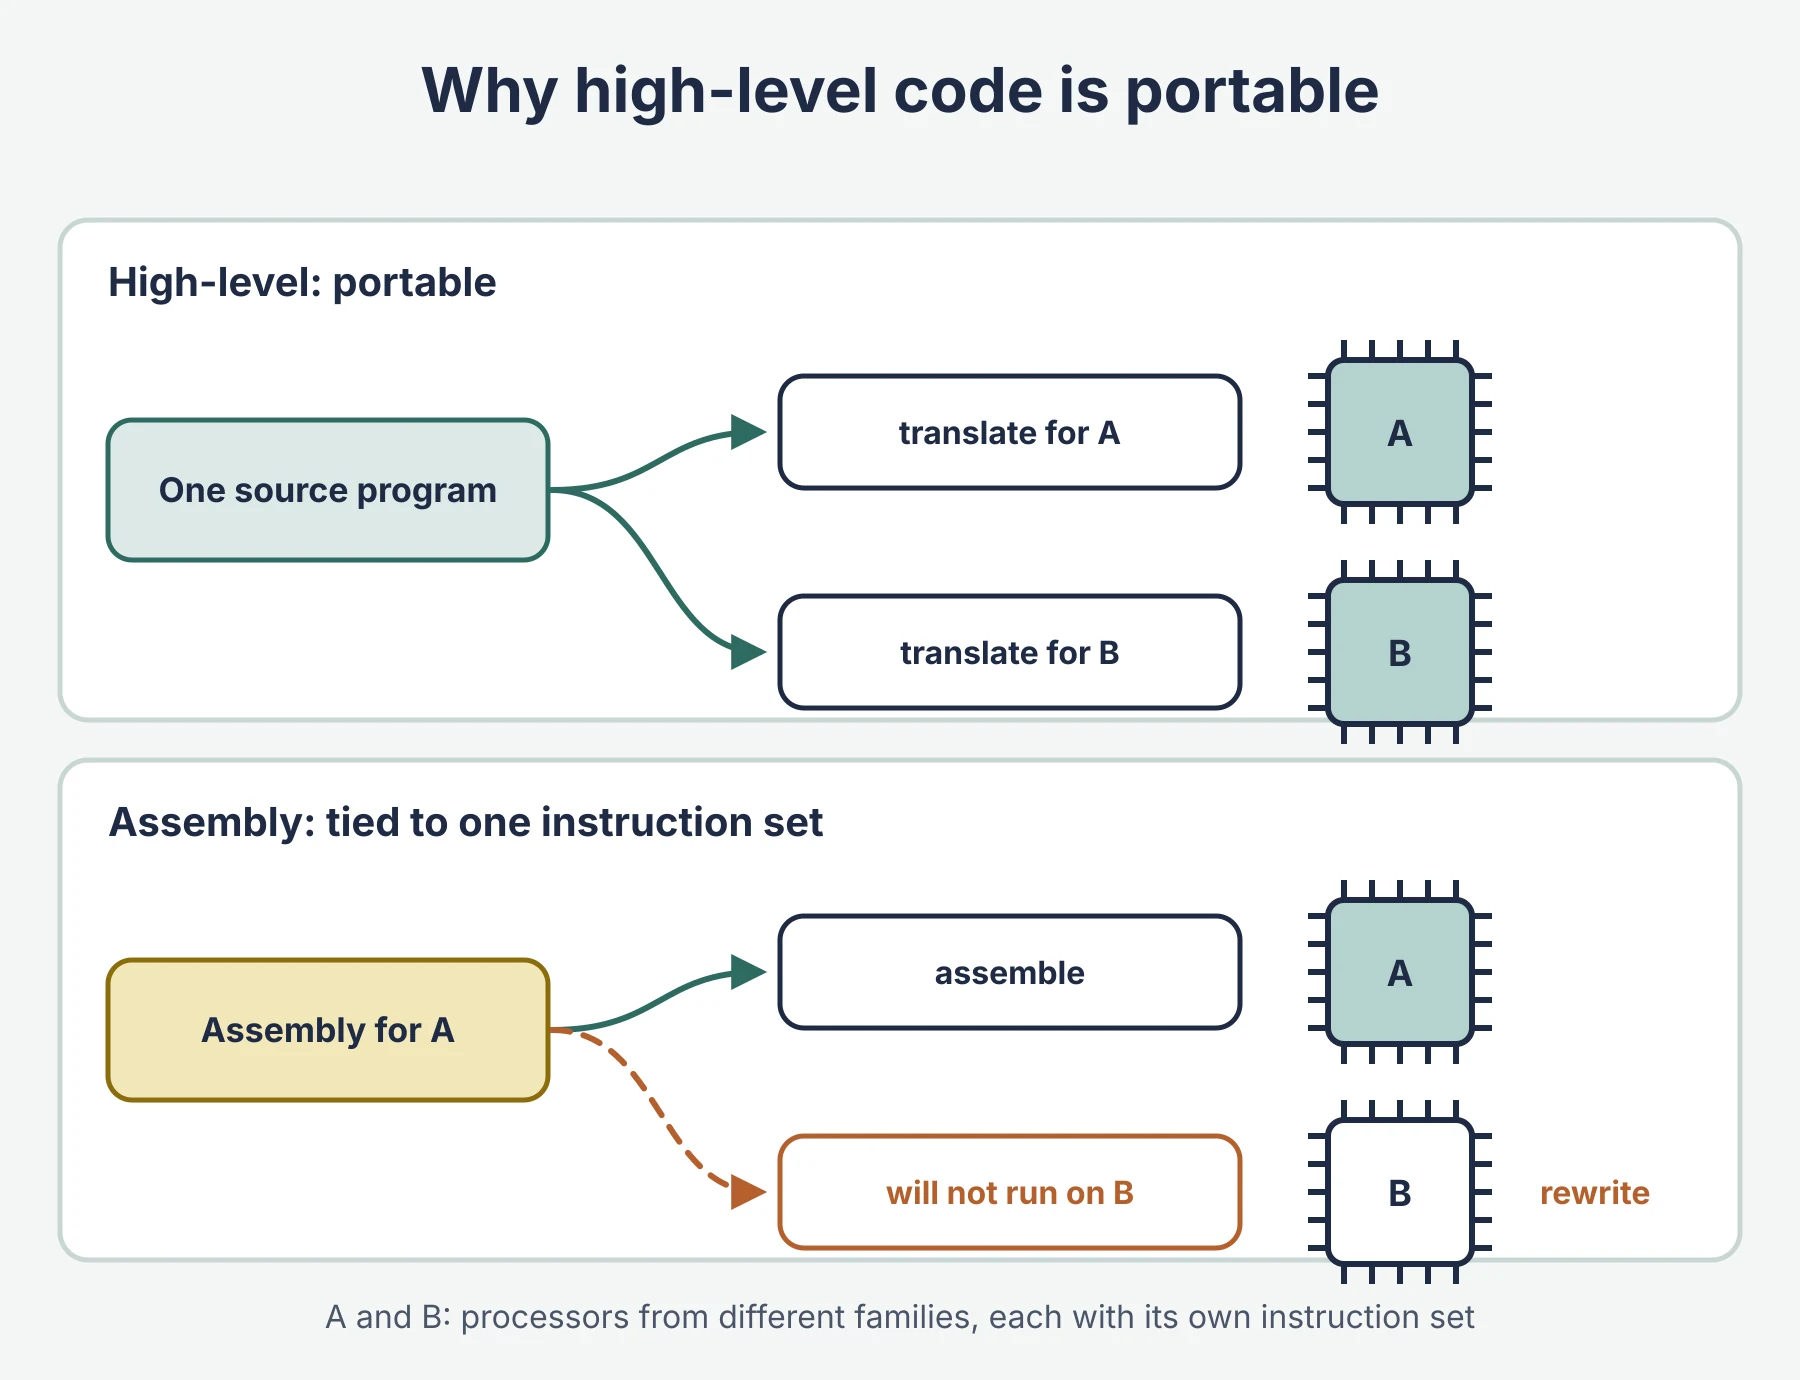 Why high-level code is portable
High-level: portable
One source program
translate for A
A
translate for B
B
Assembly: tied to one instruction set
Assembly for A
assemble
A
will not run on B
B
rewrite
A and B: processors from different families, each with its own instruction set